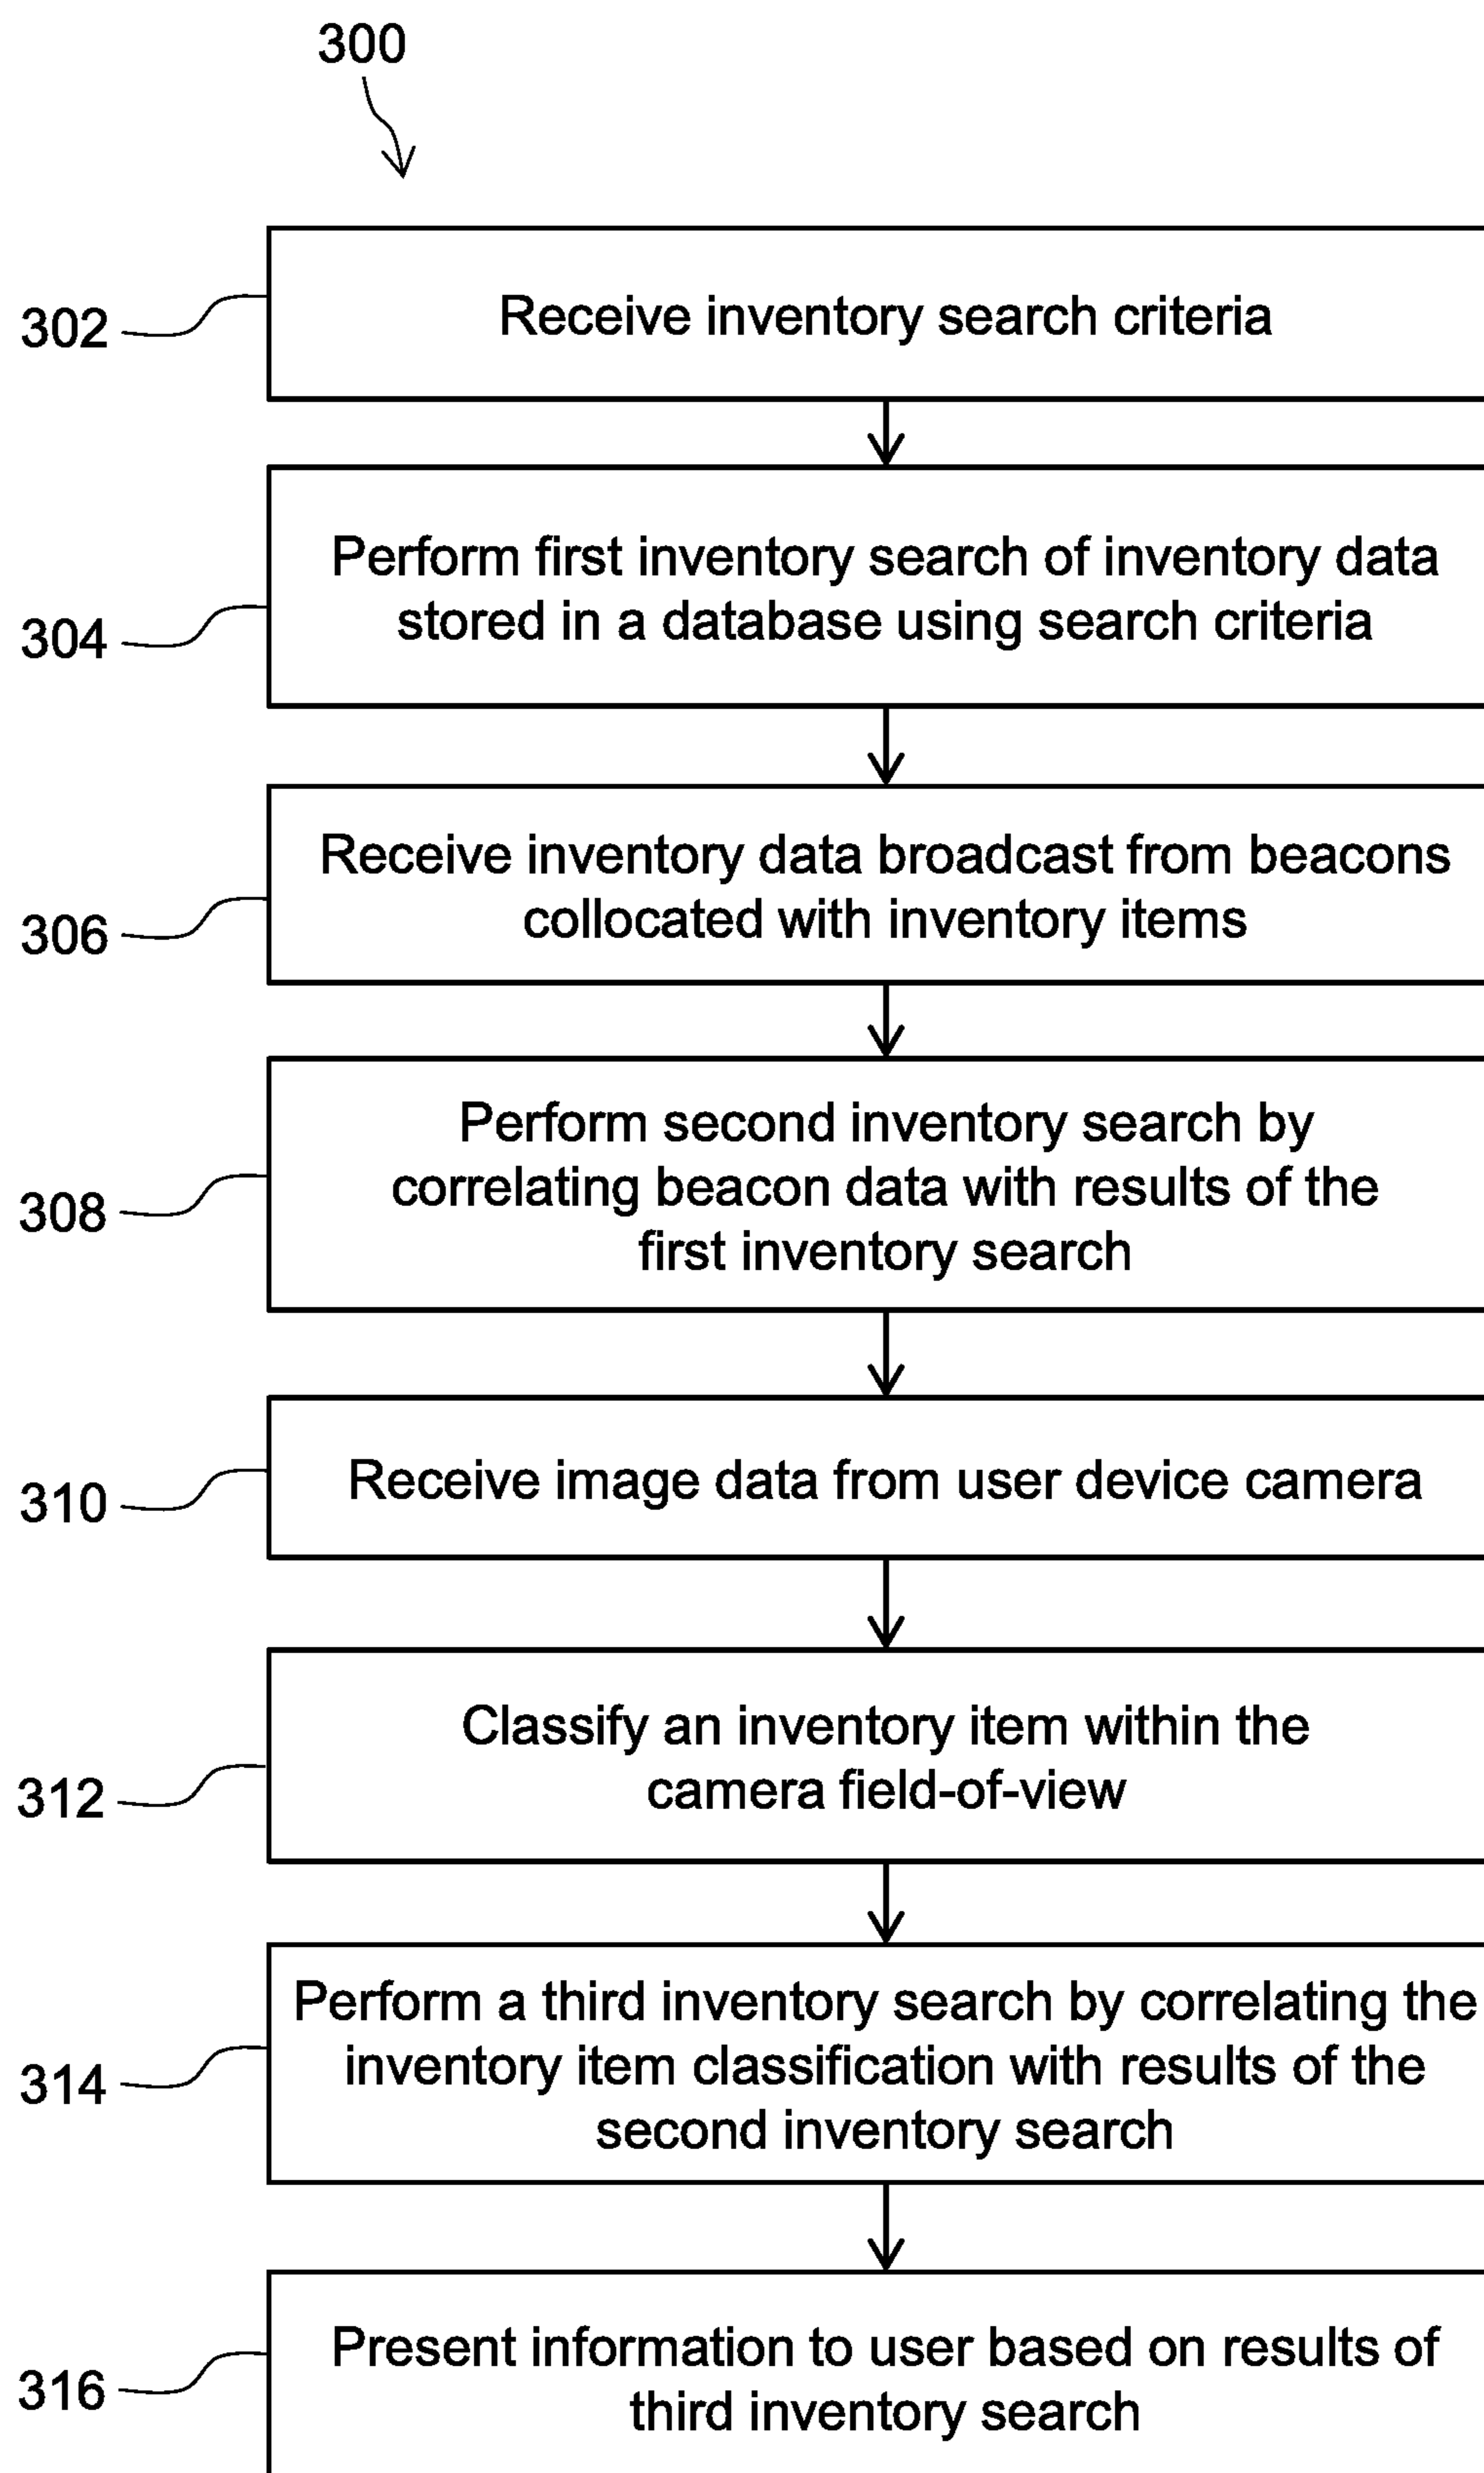 300
302
Receive inventory search criteria
304
Perform first inventory search of inventory data
stored in a database using search criteria
306
Receive inventory data broadcast from beacons
collocated with inventory items
308
Perform second inventory search by
correlating beacon data with results of the
first inventory search
310
Receive image data from user device camera
312
Classify an inventory item within the
camera field-of-view
314
Perform a third inventory search by correlating the
inventory item classification with results of the
second inventory search
316
Present information to user based on results of
third inventory search